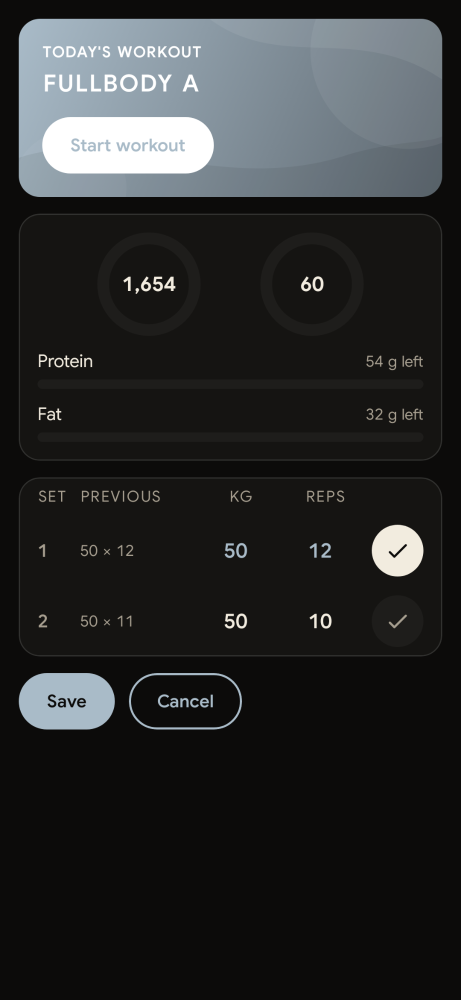 TODAY'S WORKOUT
FULLBODY A
Start workout
1,654
60
Protein 54 g left
Fat 32 g left
SET PREVIOUS KG REPS
1 50 × 12 50 12
2 50 × 11 50 10
Save Cancel